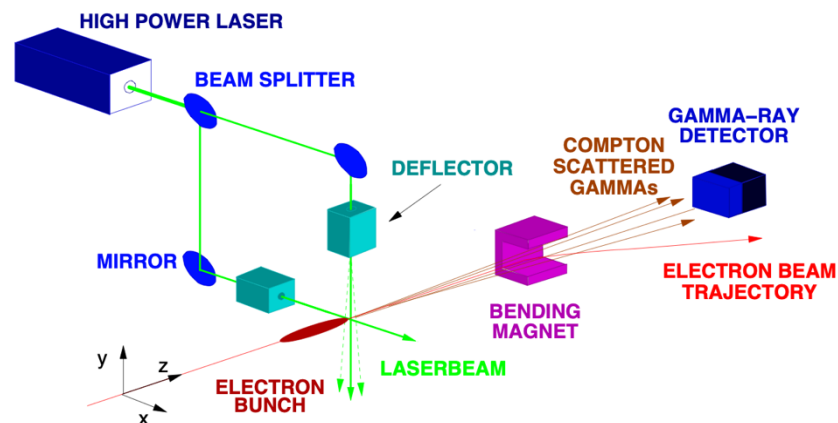 HIGH POWER LASER
BEAM SPLITTER
GAMMA-RAY
DETECTOR
COMPTON
SCATTERED
GAMMAs
DEFLECTOR
MIRROR
ELECTRON BEAM
TRAJECTORY
BENDING
MAGNET
LASERBEAM
ELECTRON
BUNCH
y
z
x